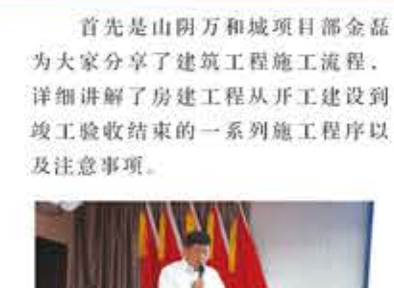 首先是山阴万和城项目部金磊
为大家分享了建筑工程施工流程，
详细讲解了房建工程从开工建设到
竣工验收结束的一系列施工程序以
及注意事项。